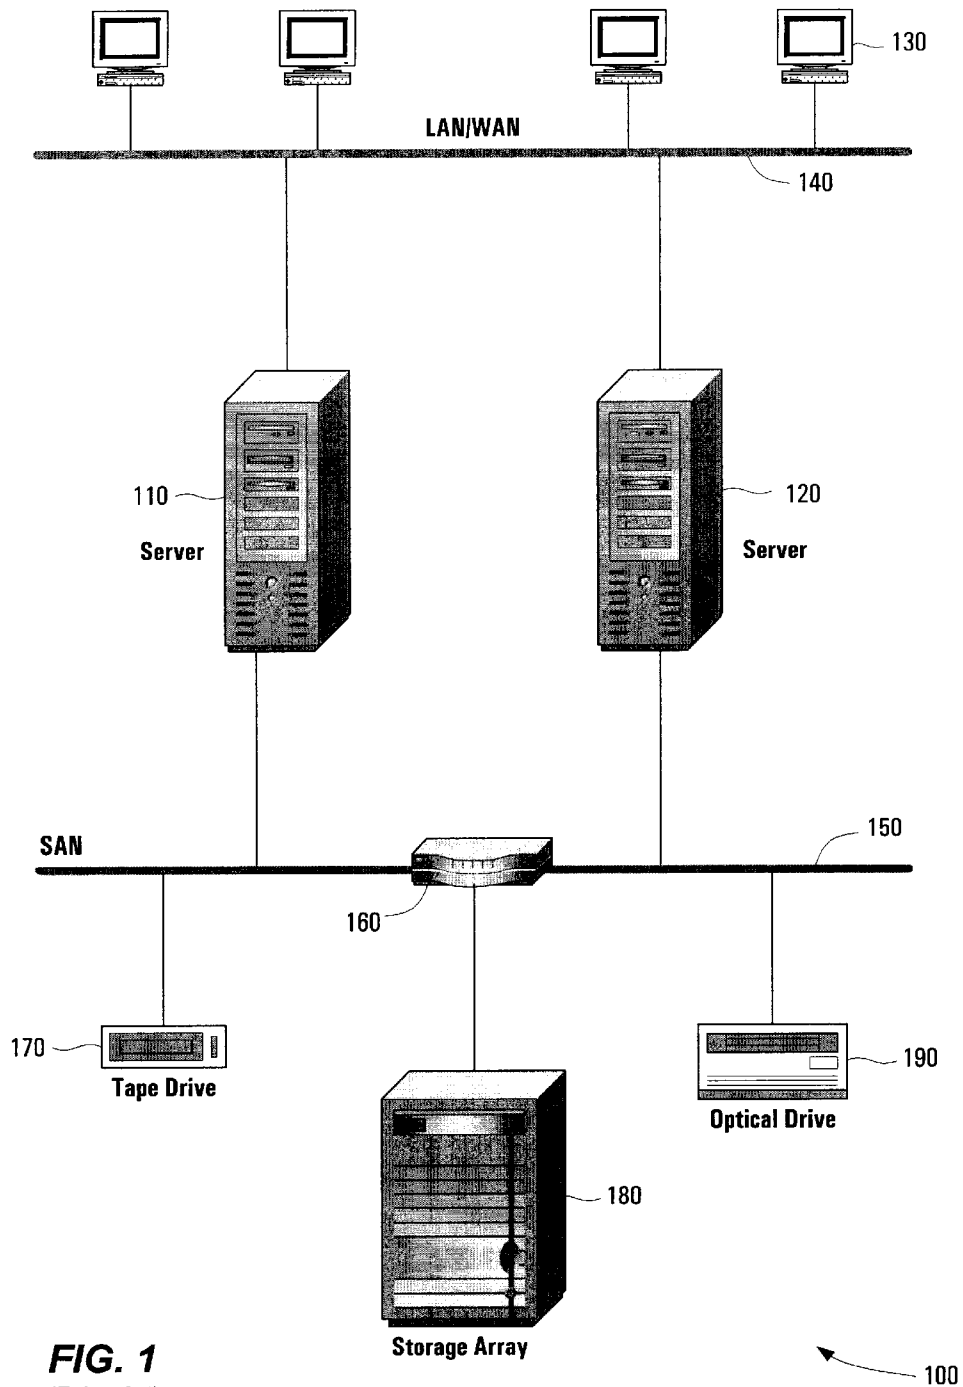 130
LAN/WAN
140
110
120
Server
Server
SAN
150
160
170
190
Tape Drive
Optical Drive
180
Storage Array
FIG. 1
100